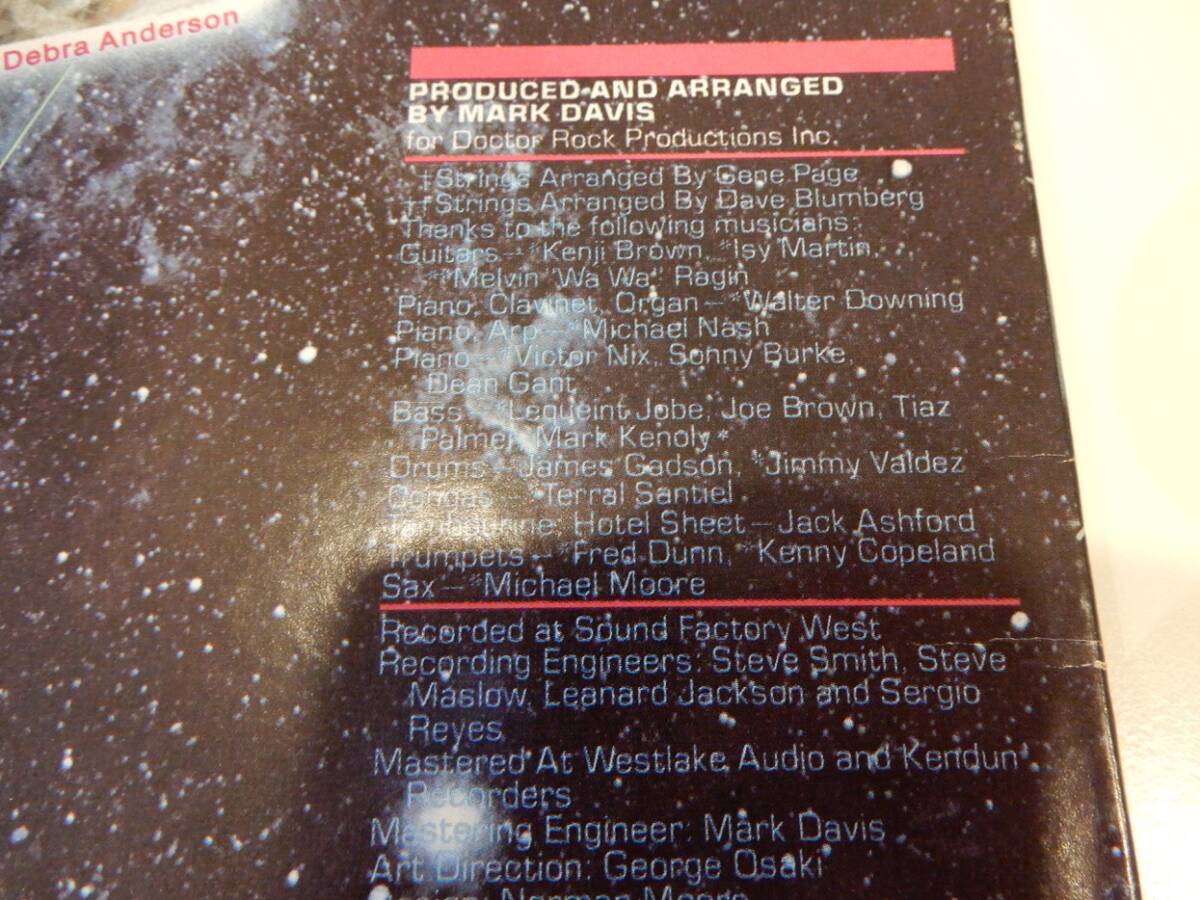 Debra Anderson
PRODUCED AND ARRANGED
BY MARK DAVIS
for Doctor Rock Productions Inc.
†Strings Arranged By Gene Page
††Strings Arranged By Dave Blumberg
Thanks to the following musicians:
Guitars—*Kenji Brown, *Isy Martin,
**Melvin "Wa Wa" Ragin
Piano, Clavinet, Organ—*Walter Downing
Piano, Arp—*Michael Nash
Piano—*Victor Nix, Sonny Burke,
Dean Gant
Bass—*Lequeint Jobe, Joe Brown, Tiaz
Palmer, Mark Kenoly*
Drums—James Gadson, *Jimmy Valdez
Congas—*Terral Santiel
Tambourine, Hotel Sheet—Jack Ashford
Trumpets—*Fred Dunn, *Kenny Copeland
Sax—*Michael Moore
Recorded at Sound Factory West
Recording Engineers: Steve Smith, Steve
Maslow, Leanard Jackson and Sergio
Reyes
Mastered At Westlake Audio and Kendun
Recorders
Mastering Engineer: Mark Davis
Art Direction: George Osaki
Design: Norman Moore